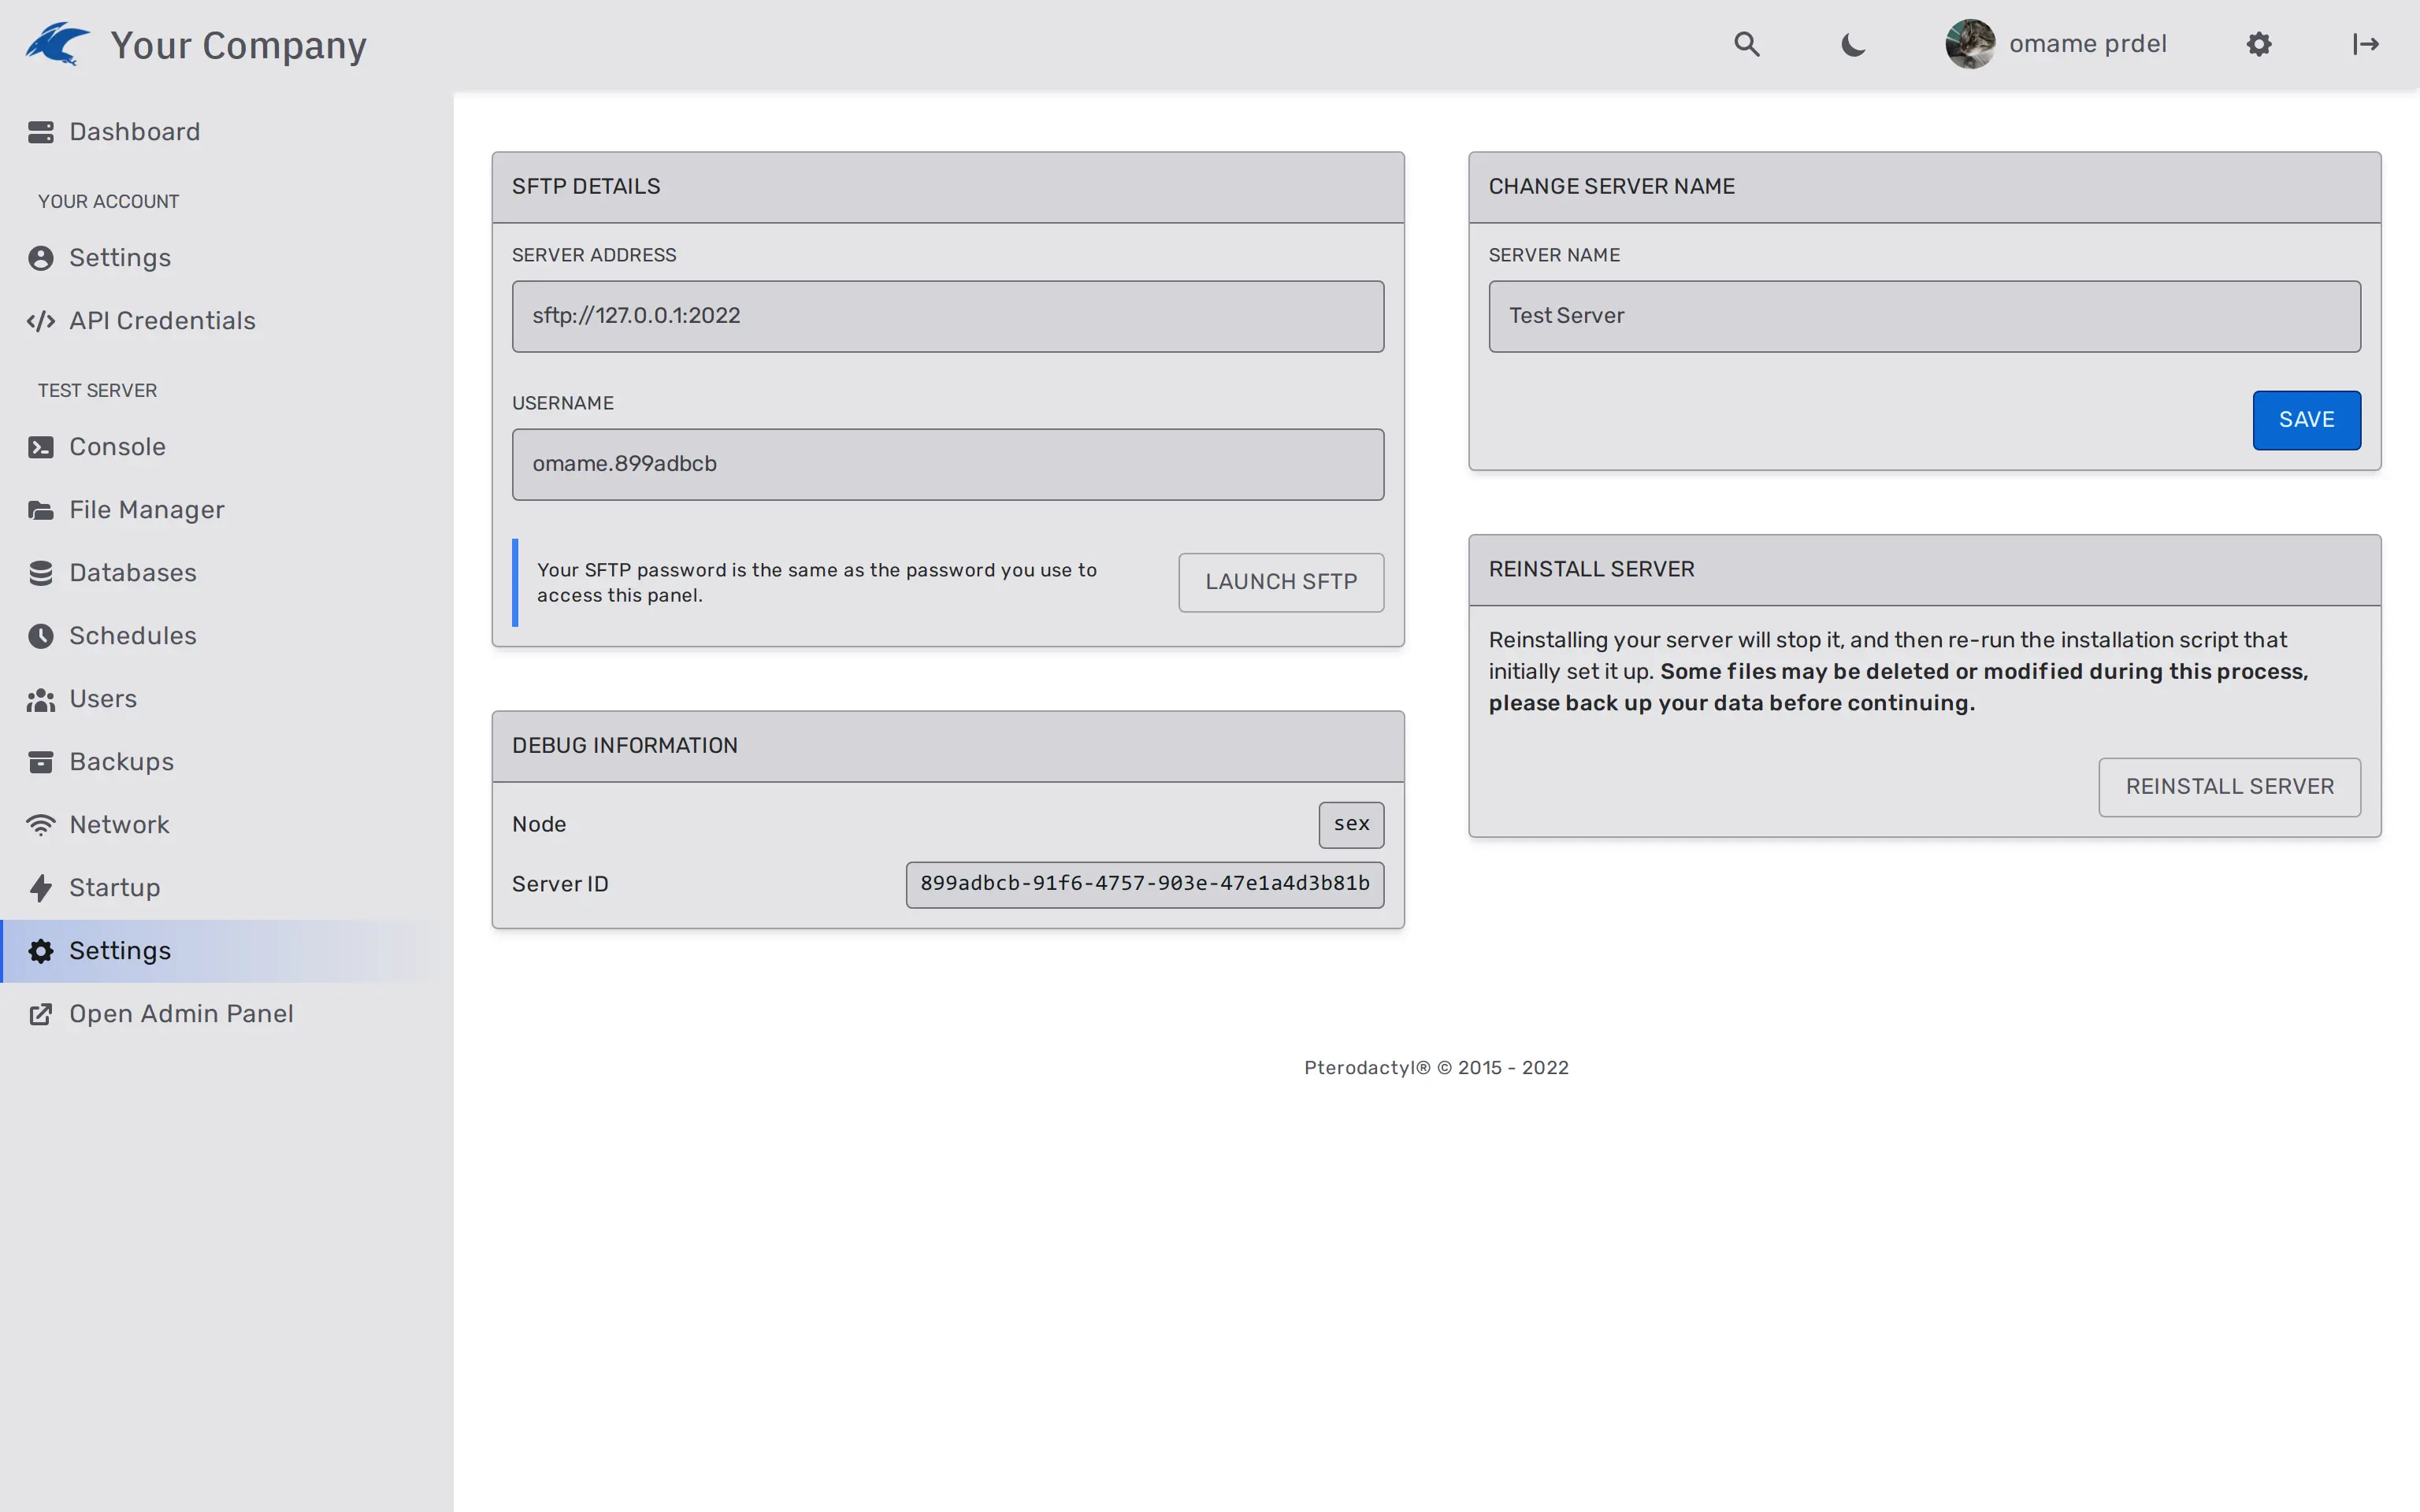 Your Company
omame prdel
Dashboard
YOUR ACCOUNT
Settings
API Credentials
TEST SERVER
Console
File Manager
Databases
Schedules
Users
Backups
Network
Startup
Settings
Open Admin Panel
SFTP DETAILS
SERVER ADDRESS
sftp://127.0.0.1:2022
USERNAME
omame.899adbcb
Your SFTP password is the same as the password you use to
access this panel.
LAUNCH SFTP
DEBUG INFORMATION
Node
sex
Server ID
899adbcb-91f6-4757-903e-47e1a4d3b81b
CHANGE SERVER NAME
SERVER NAME
Test Server
SAVE
REINSTALL SERVER
Reinstalling your server will stop it, and then re-run the installation script that
initially set it up. Some files may be deleted or modified during this process,
please back up your data before continuing.
REINSTALL SERVER
Pterodactyl® © 2015 - 2022